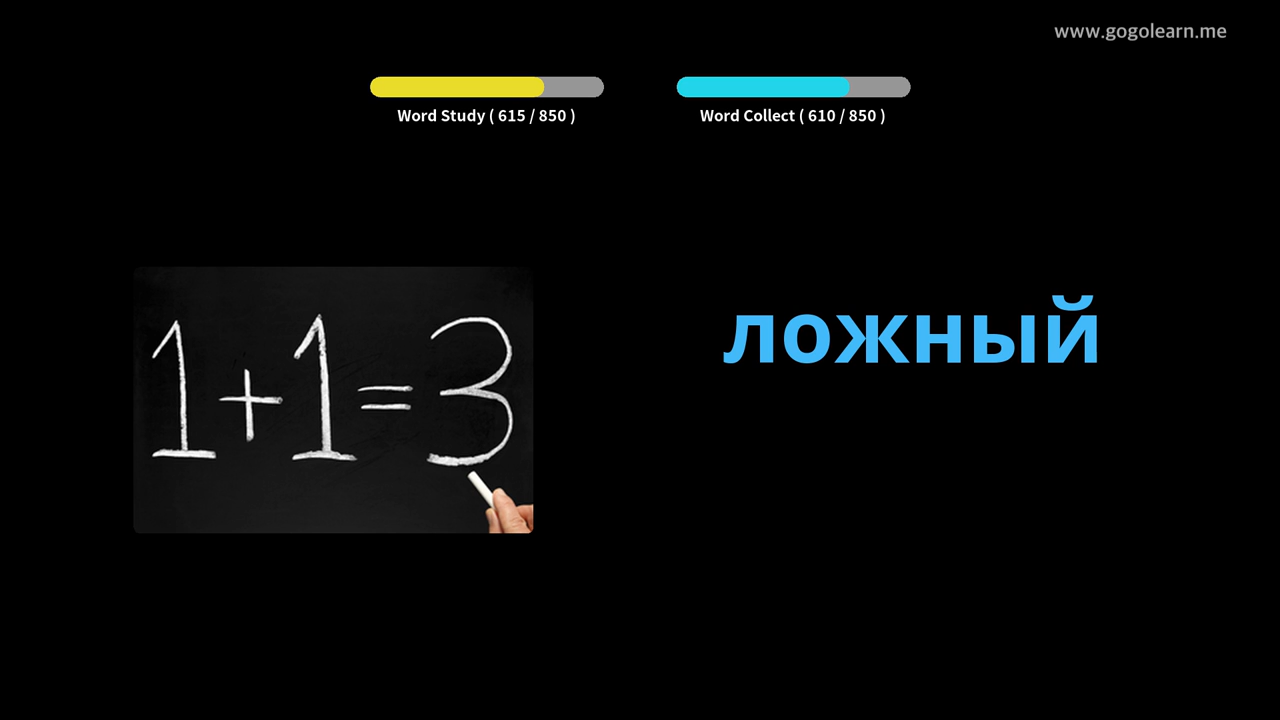 www.gogolearn.me
Word Study ( 615 / 850 )
Word Collect ( 610 / 850 )
1+1=3
ложный